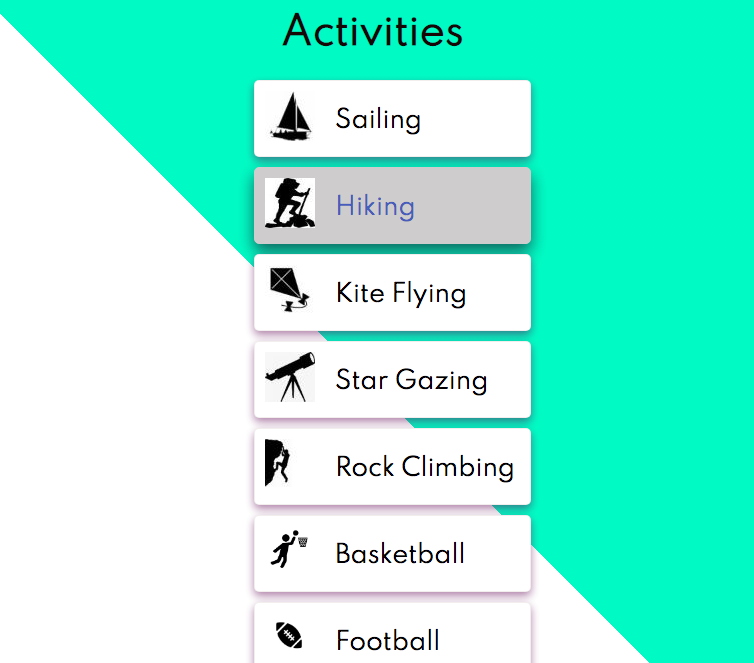 Activities
Sailing
Hiking
Kite Flying
Star Gazing
Rock Climbing
Basketball
Football